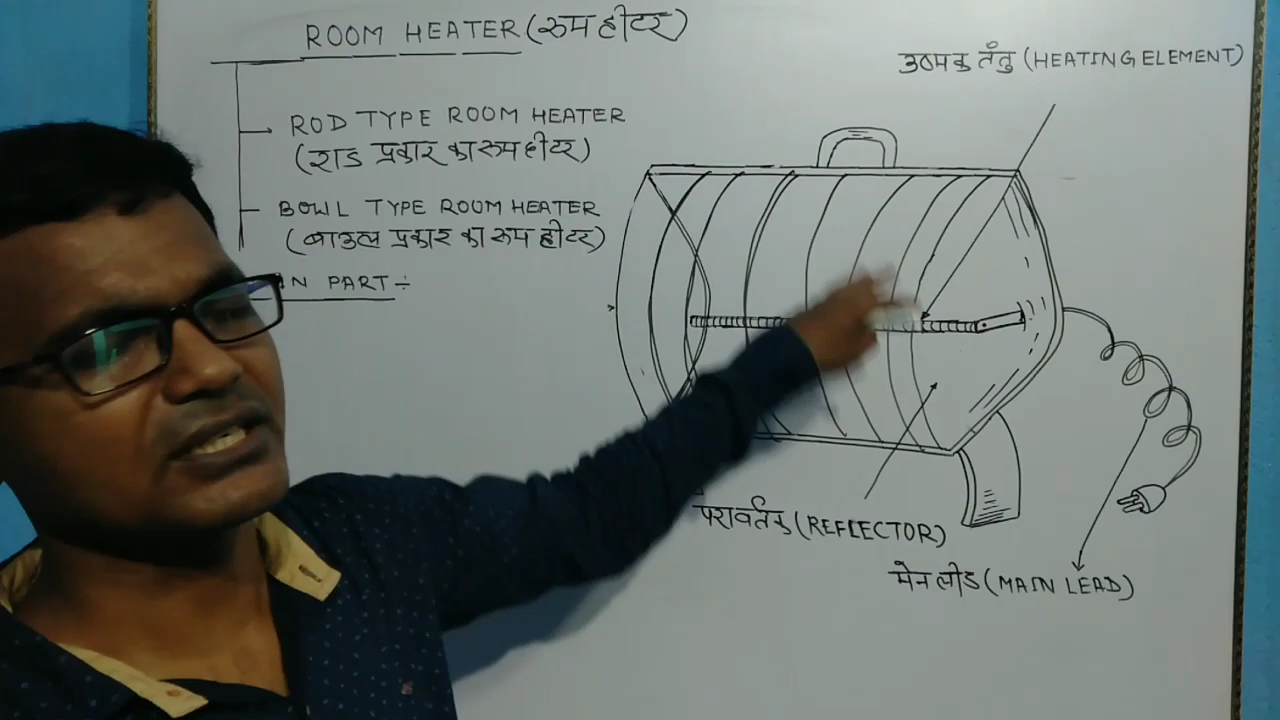 ROOM HEATER (रूम हीटर)
ऊष्मक तंतु (HEATING ELEMENT)
ROD TYPE ROOM HEATER
(राड प्रकार का रूम हीटर)
BOWL TYPE ROOM HEATER
(बाउल प्रकार का रूम हीटर)
PART ÷
परावर्तक (REFLECTOR)
मेन लीड (MAIN LEAD)